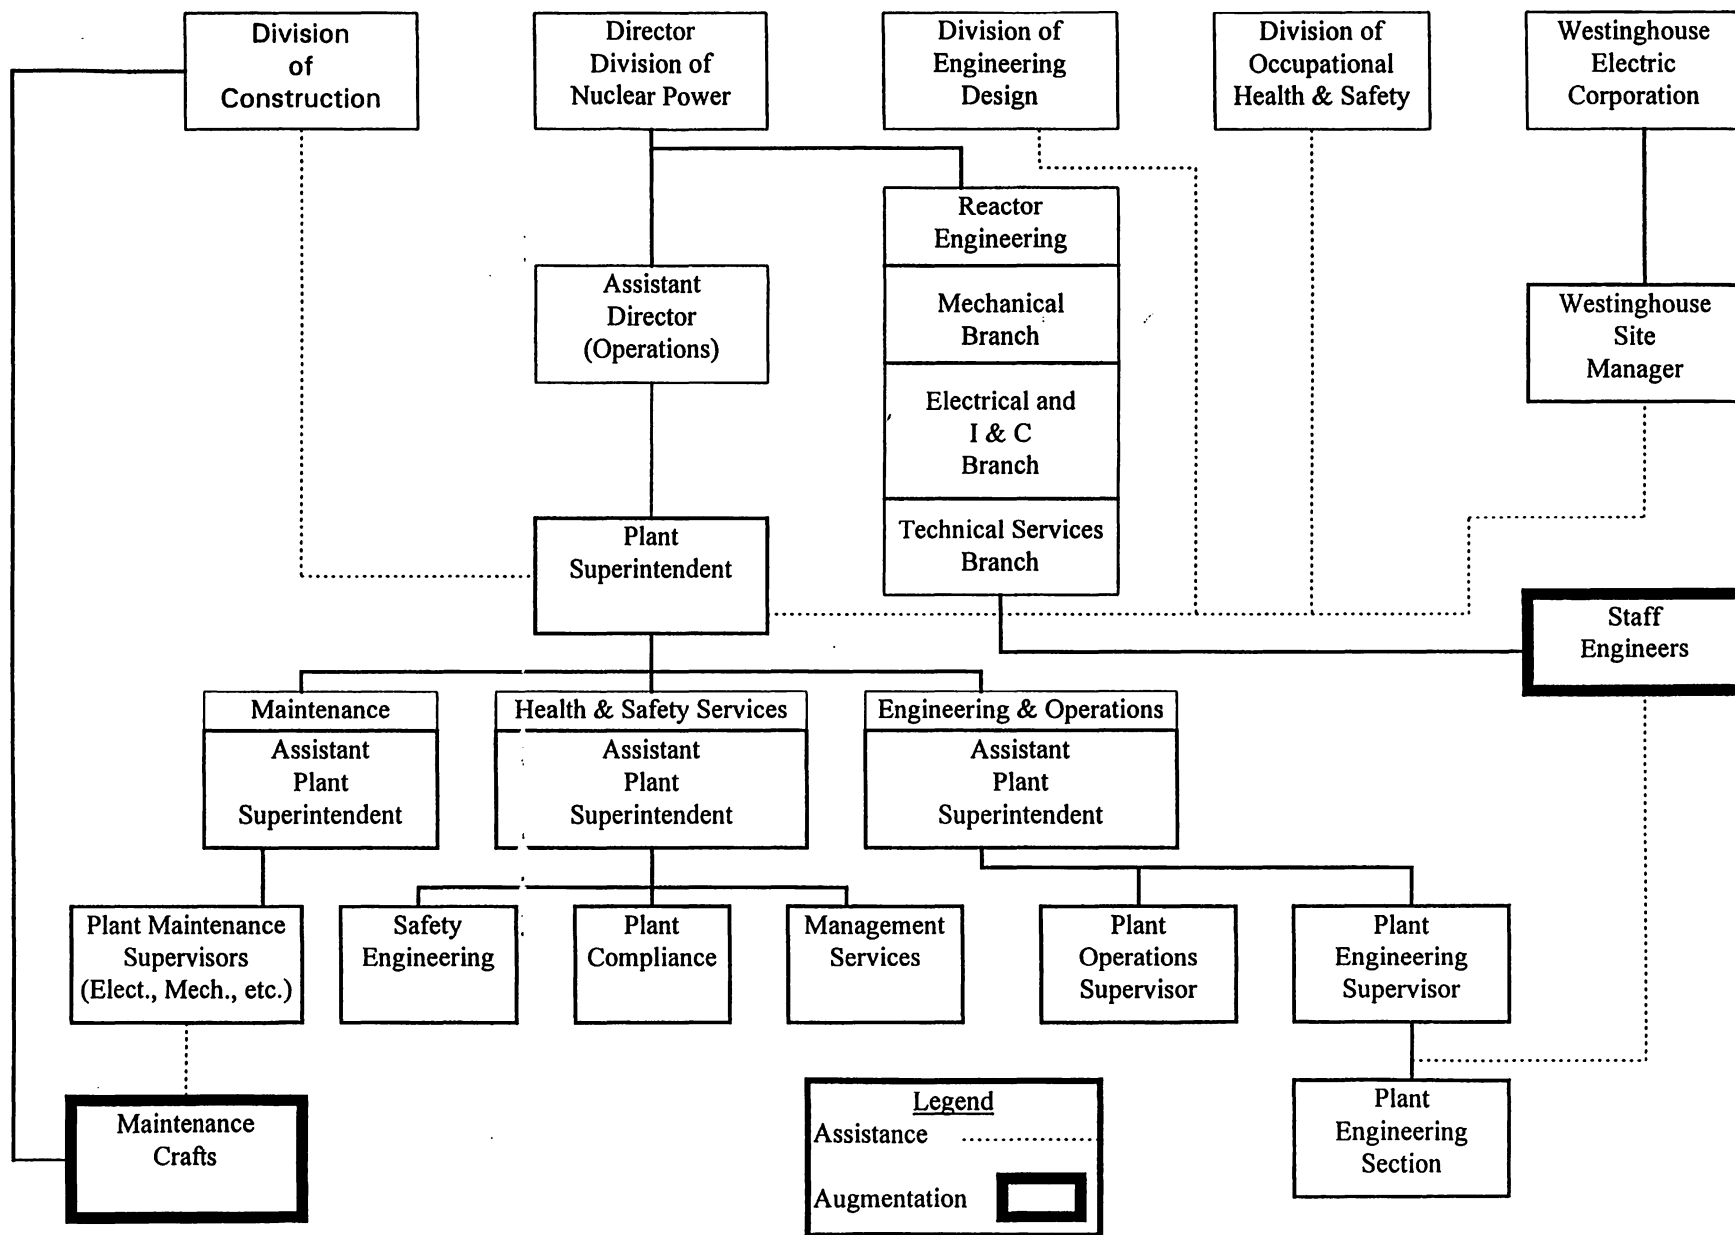 Division
of
Construction
Director
Division of
Nuclear Power
Division of
Engineering
Design
Division of
Occupational
Health & Safety
Westinghouse
Electric
Corporation
Reactor
Engineering
Mechanical
Branch
Electrical and
I & C
Branch
Technical Services
Branch
Assistant
Director
(Operations)
Westinghouse
Site
Manager
Plant
Superintendent
Staff
Engineers
Maintenance
Assistant
Plant
Superintendent
Health & Safety Services
Assistant
Plant
Superintendent
Engineering & Operations
Assistant
Plant
Superintendent
Plant Maintenance
Supervisors
(Elect., Mech., etc.)
Safety
Engineering
Plant
Compliance
Management
Services
Plant
Operations
Supervisor
Plant
Engineering
Supervisor
Maintenance
Crafts
Legend
Assistance
Augmentation
Plant
Engineering
Section